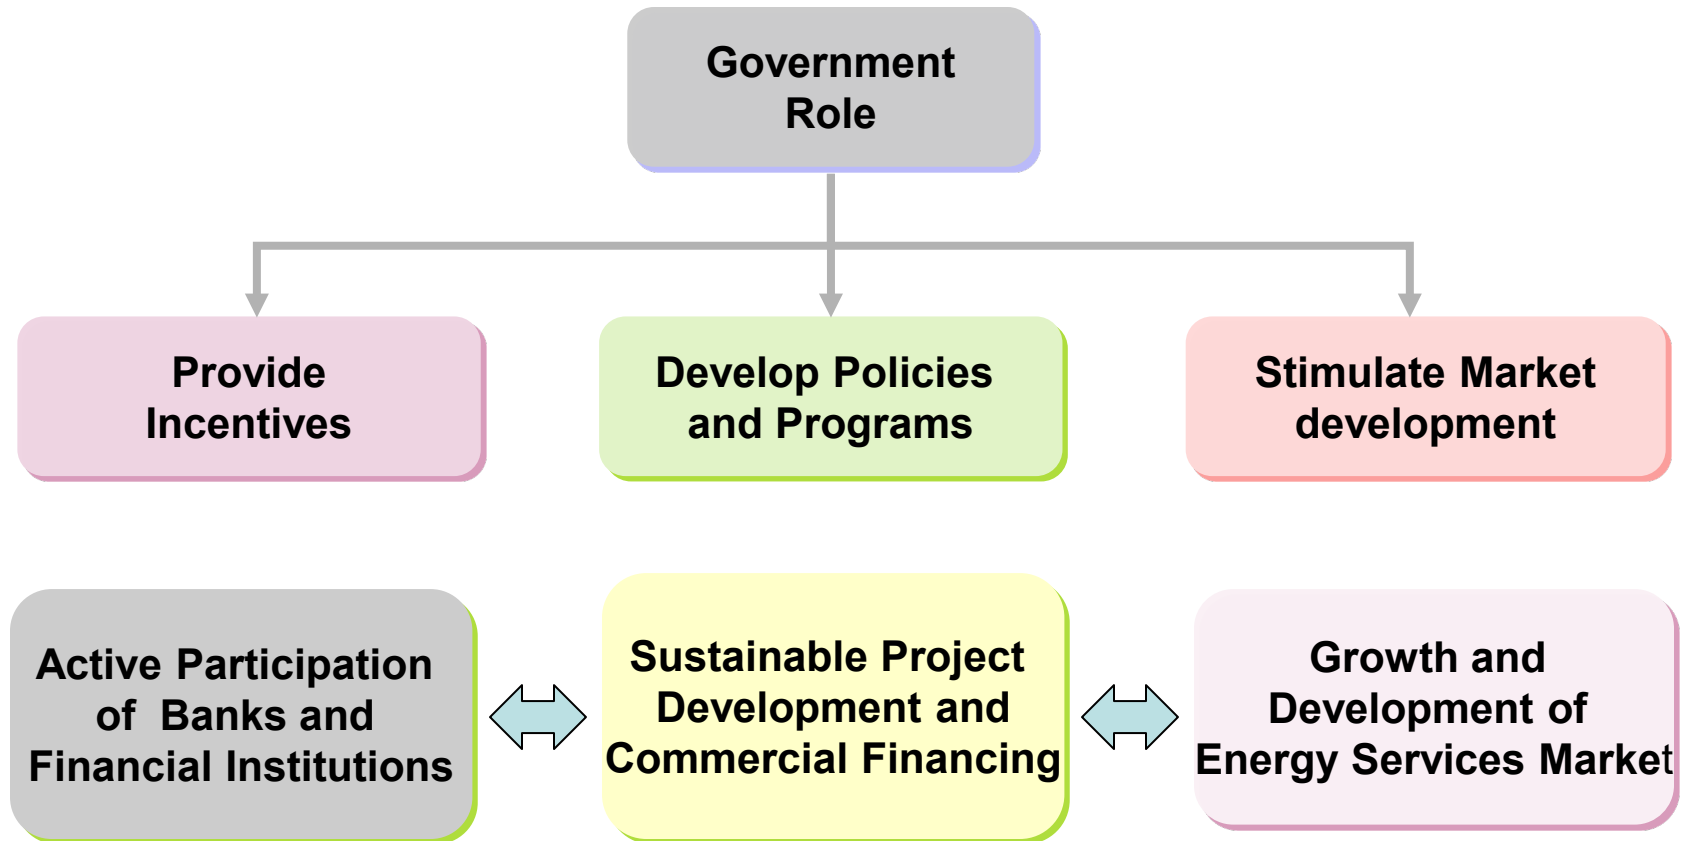 Government
Role
Provide
Incentives
Develop Policies
and Programs
Stimulate Market
development
Active Participation
of Banks and
Financial Institutions
Sustainable Project
Development and
Commercial Financing
Growth and
Development of
Energy Services Market